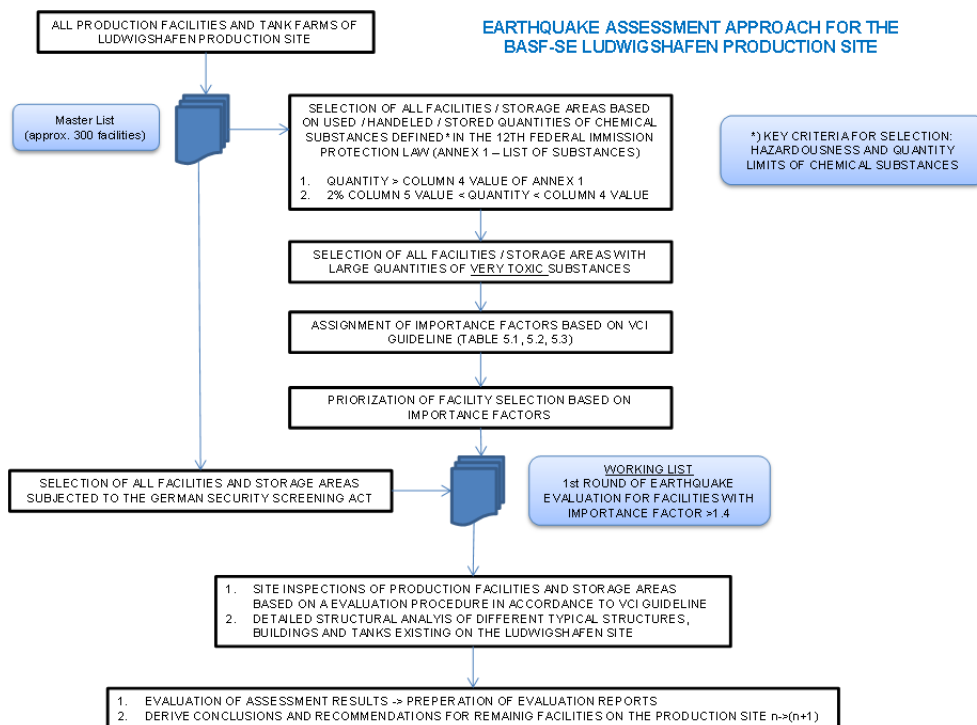 ALL PRODUCTION FACILITIES AND TANK FARMS OF
LUDWIGSHAFEN PRODUCTION SITE
EARTHQUAKE ASSESSMENT APPROACH FOR THE
BASF-SE LUDWIGSHAFEN PRODUCTION SITE
Master List
(approx. 300 facilities)
SELECTION OF ALL FACILITIES / STORAGE AREAS BASED
ON USED / HANDELED / STORED QUANTITIES OF CHEMICAL
SUBSTANCES DEFINED* IN THE 12TH FEDERAL IMMISSION
PROTECTION LAW (ANNEX 1 – LIST OF SUBSTANCES)
1. QUANTITY > COLUMN 4 VALUE OF ANNEX 1
2. 2% COLUMN 5 VALUE < QUANTITY < COLUMN 4 VALUE
*) KEY CRITERIA FOR SELECTION:
HAZARDOUSNESS AND QUANTITY
LIMITS OF CHEMICAL SUBSTANCES
SELECTION OF ALL FACILITIES / STORAGE AREAS WITH
LARGE QUANTITIES OF VERY TOXIC SUBSTANCES
ASSIGNMENT OF IMPORTANCE FACTORS BASED ON VCI
GUIDELINE (TABLE 5.1, 5.2, 5.3)
PRIORIZATION OF FACILITY SELECTION BASED ON
IMPORTANCE FACTORS
SELECTION OF ALL FACILITIES AND STORAGE AREAS
SUBJECTED TO THE GERMAN SECURITY SCREENING ACT
WORKING LIST
1st ROUND OF EARTHQUAKE
EVALUATION FOR FACILITIES WITH
IMPORTANCE FACTOR >1.4
1. SITE INSPECTIONS OF PRODUCTION FACILITIES AND STORAGE AREAS
BASED ON A EVALUATION PROCEDURE IN ACCORDANCE TO VCI GUIDELINE
2. DETAILED STRUCTURAL ANALYIS OF DIFFERENT TYPICAL STRUCTURES,
BUILDINGS AND TANKS EXISTING ON THE LUDWIGSHAFEN SITE
1. EVALUATION OF ASSESSMENT RESULTS -> PREPARATION OF EVALUATION REPORTS
2. DERIVE CONCLUSIONS AND RECOMMENDATIONS FOR REMAINIG FACILITIES ON THE PRODUCTION SITE n->(n+1)